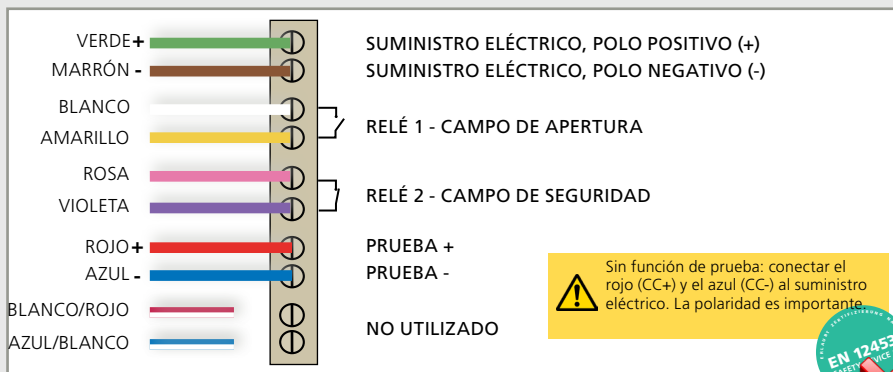 VERDE+
SUMINISTRO ELÉCTRICO, POLO POSITIVO (+)
MARRÓN -
SUMINISTRO ELÉCTRICO, POLO NEGATIVO (-)
BLANCO
AMARILLO
RELÉ 1 - CAMPO DE APERTURA
ROSA
VIOLETA
RELÉ 2 - CAMPO DE SEGURIDAD
ROJO+
PRUEBA +
AZUL -
PRUEBA -
BLANCO/ROJO
AZUL/BLANCO
NO UTILIZADO
Sin función de prueba: conectar el
rojo (CC+) y el azul (CC-) al suministro
eléctrico. La polaridad es importante.
EN 12453